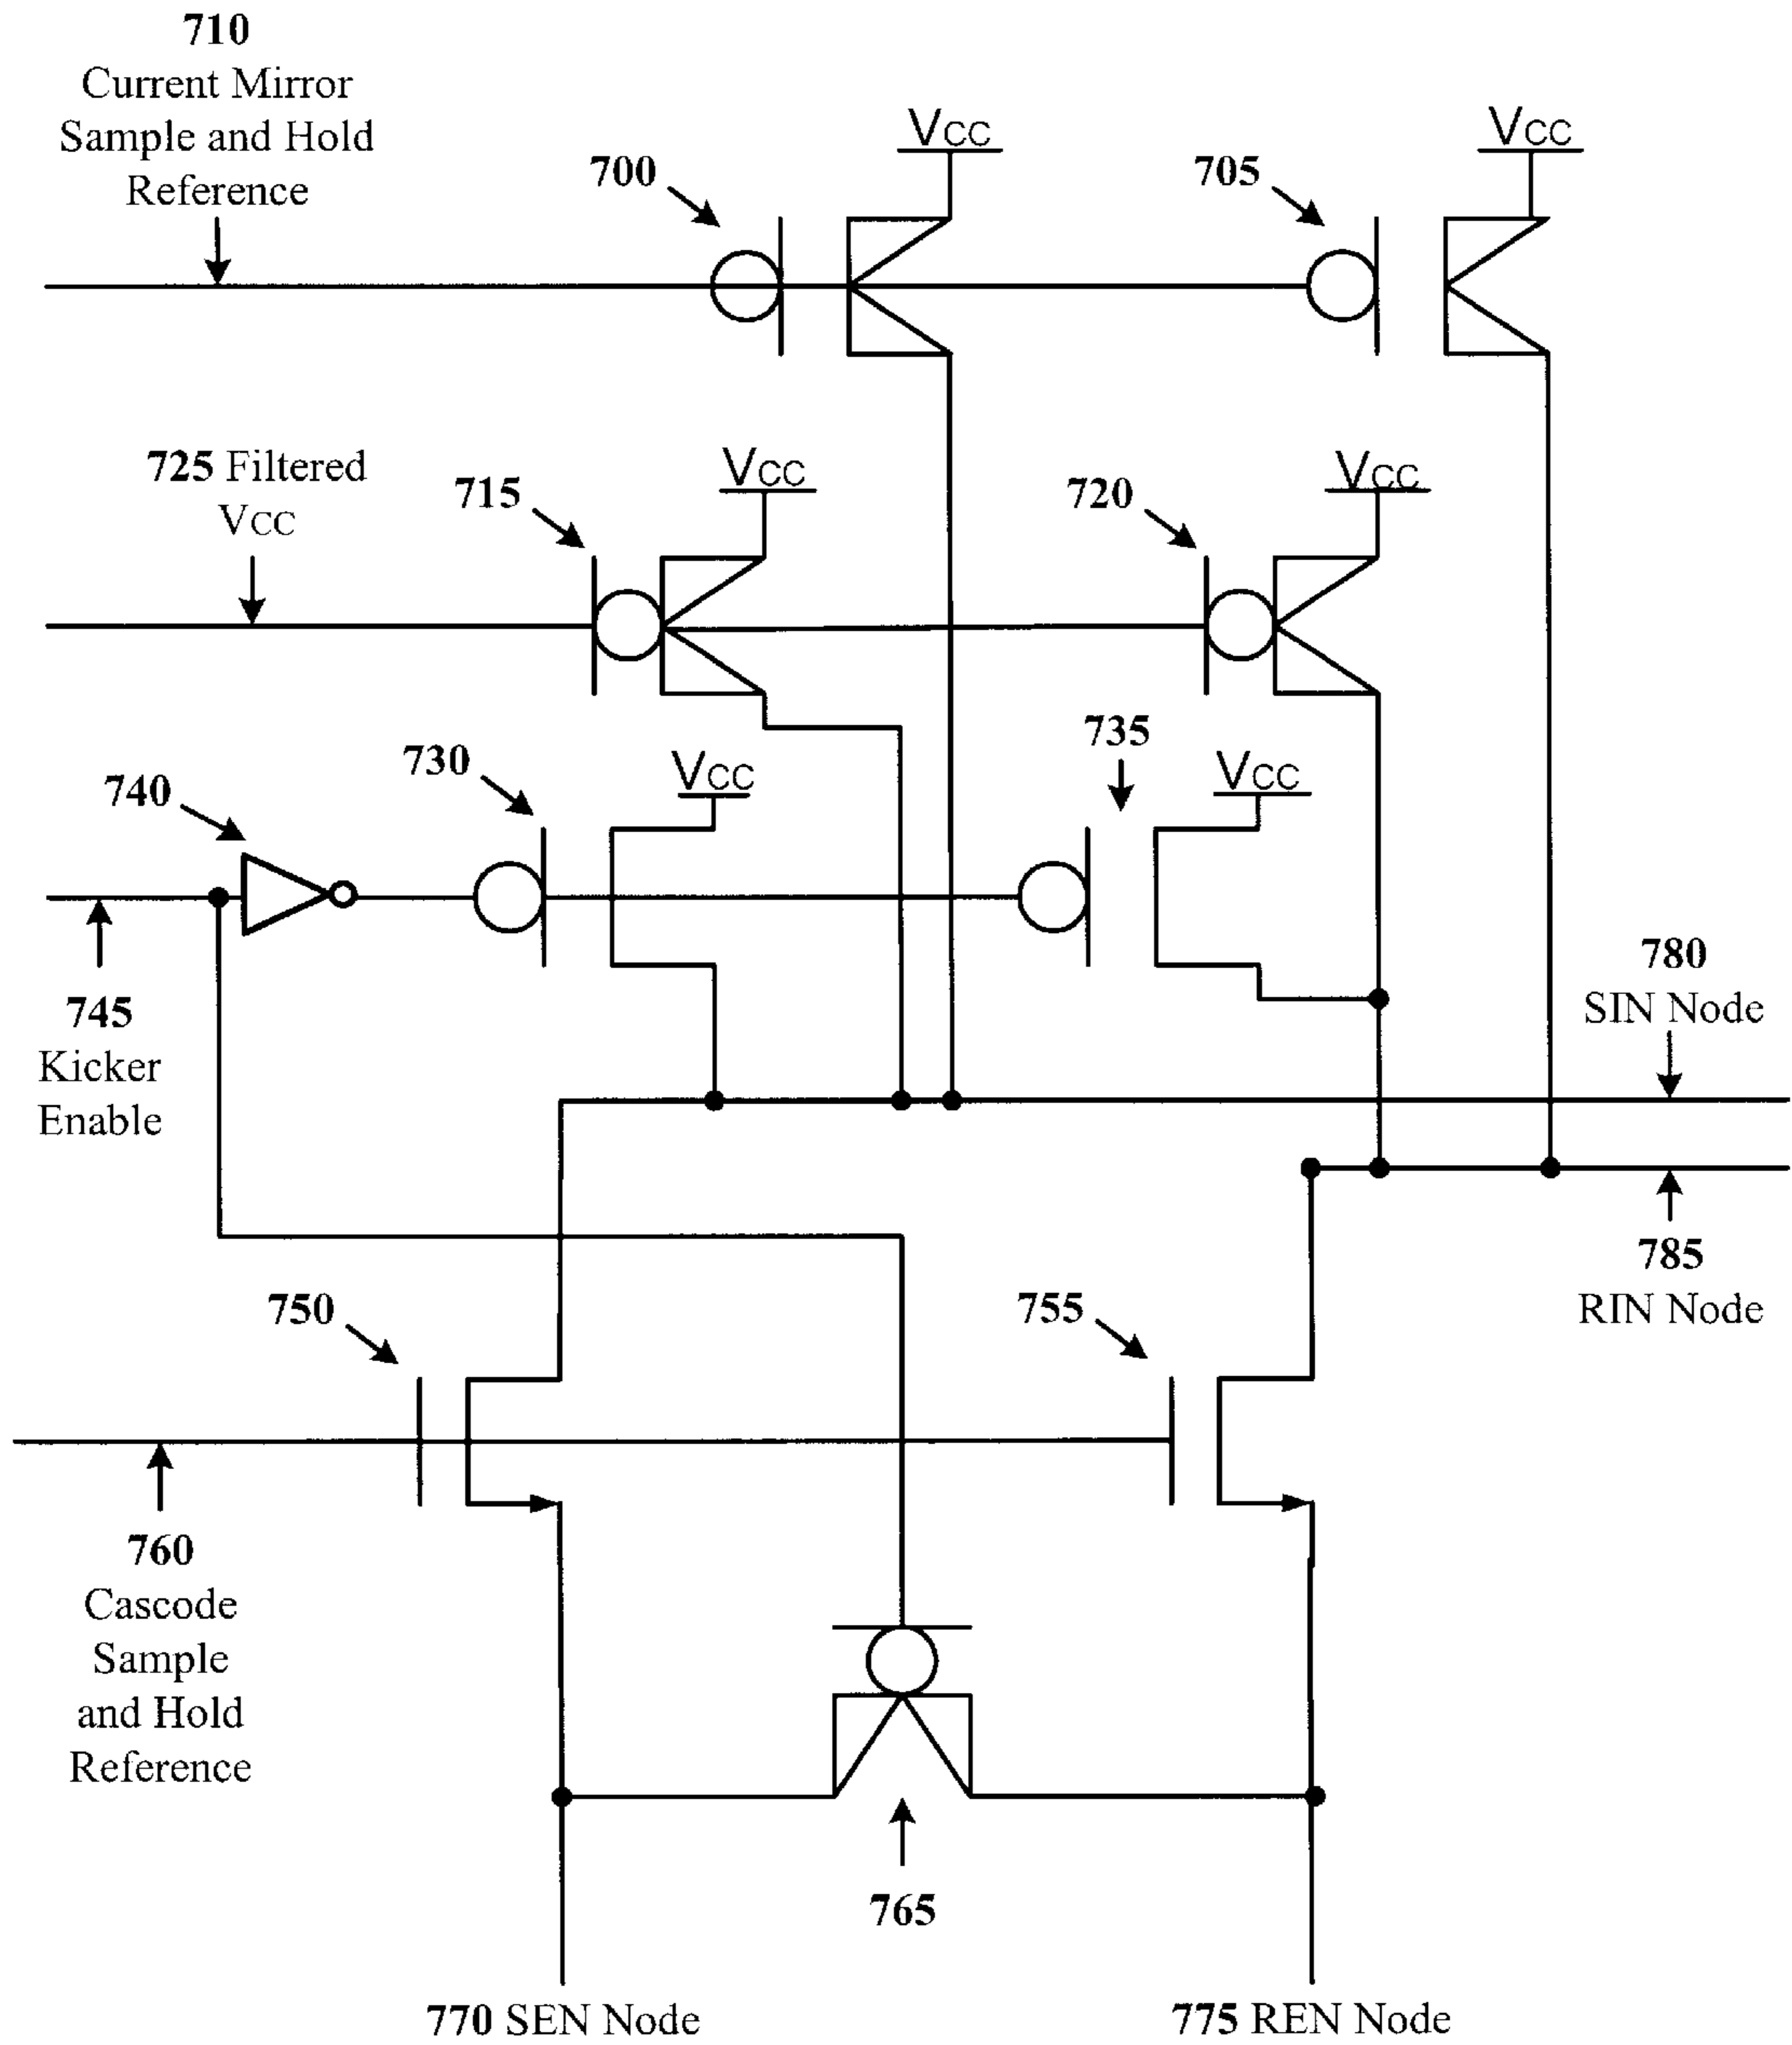 710
Current Mirror
Sample and Hold
Reference
VCC
VCC
700
705
725 Filtered
VCC
715
VCC
720
VCC
730
VCC
735
VCC
740
745
Kicker
Enable
780
SIN Node
785
RIN Node
750
755
760
Cascode
Sample
and Hold
Reference
765
770 SEN Node
775 REN Node